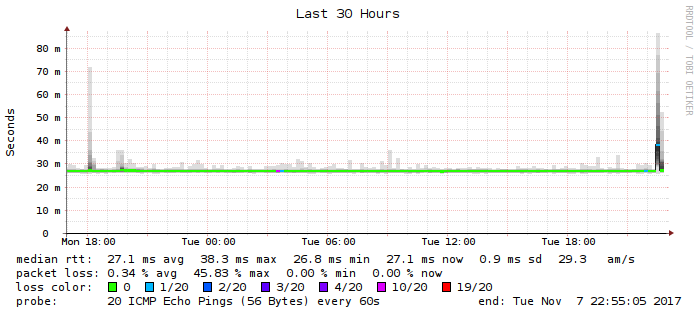 Last 30 Hours
RRDTOOL / TOBI OETIKER
Seconds
80 m
70 m
60 m
50 m
40 m
30 m
20 m
10 m
0
Mon 18:00 Tue 00:00 Tue 06:00 Tue 12:00 Tue 18:00
median rtt: 27.1 ms avg 38.3 ms max 26.8 ms min 27.1 ms now 0.9 ms sd 29.3 am/s
packet loss: 0.34 % avg 45.83 % max 0.00 % min 0.00 % now
loss color: 0 1/20 2/20 3/20 4/20 10/20 19/20
probe: 20 ICMP Echo Pings (56 Bytes) every 60s end: Tue Nov 7 22:55:05 2017